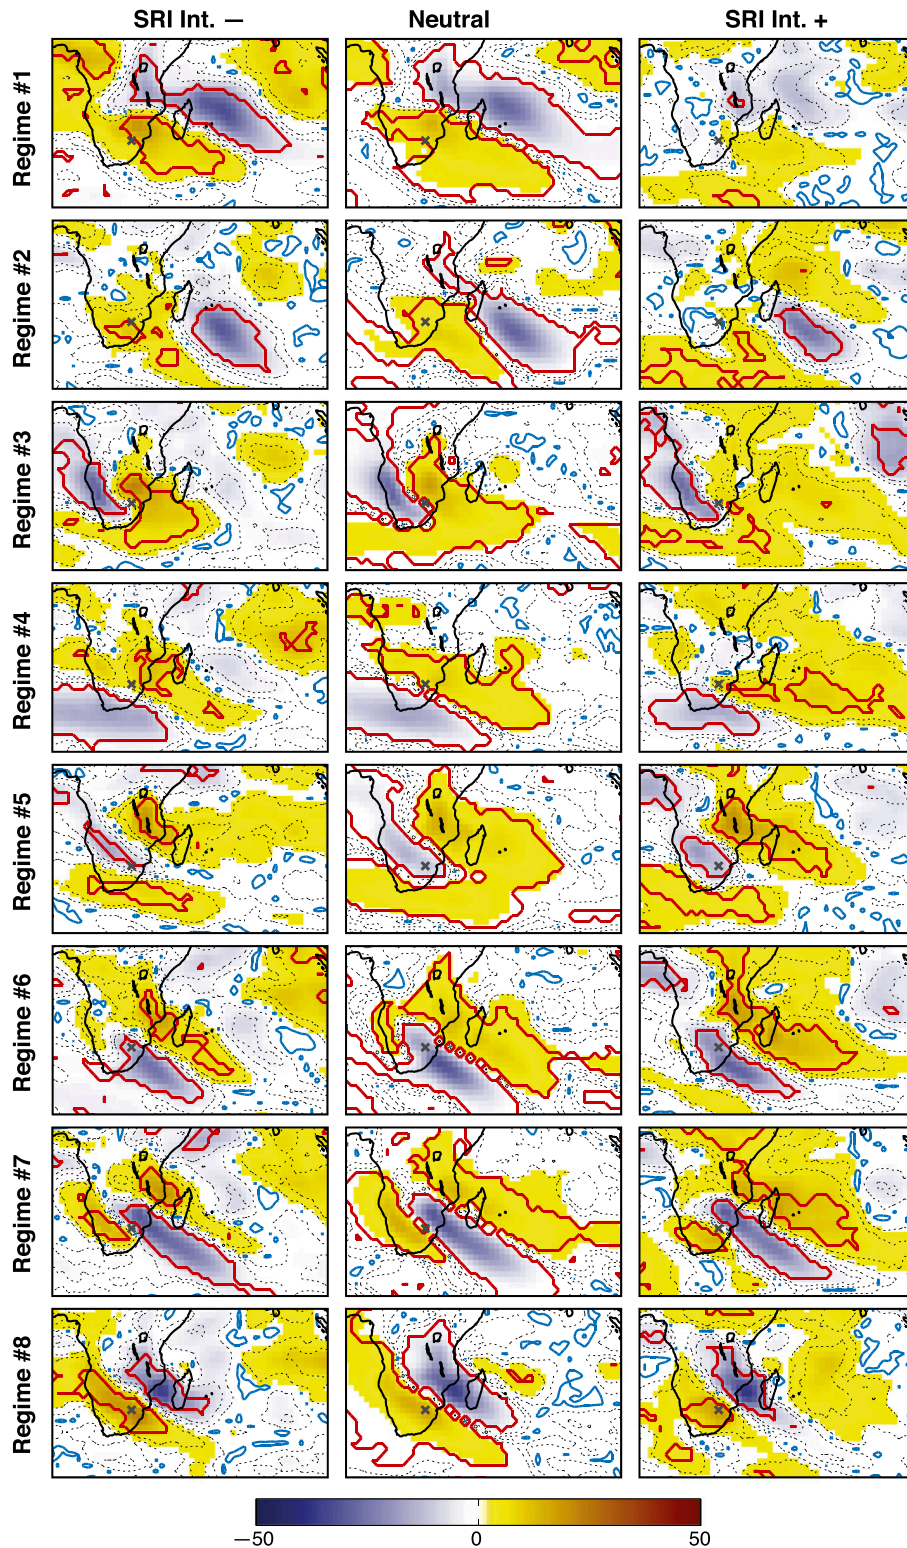 SRI Int. — Neutral SRI Int. +
Regime #1
Regime #2
Regime #3
Regime #4
Regime #5
Regime #6
Regime #7
Regime #8
—50 0 50